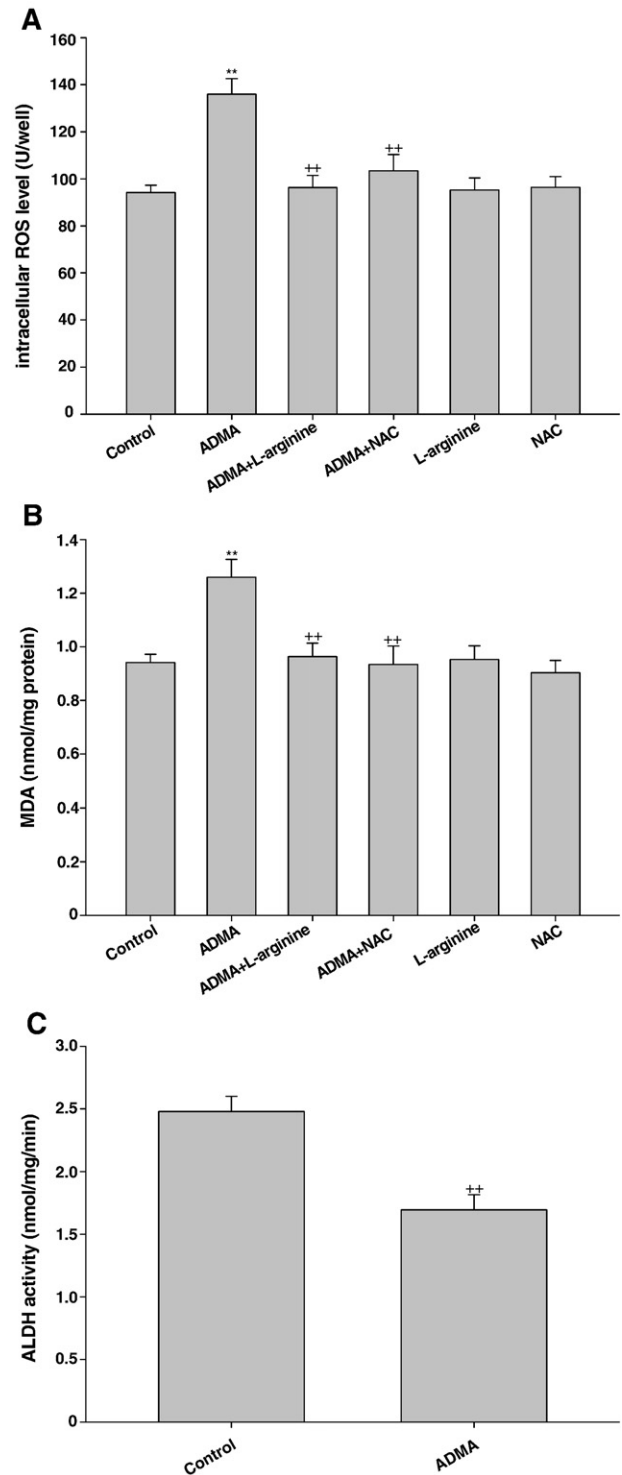 A
intracellular ROS level (U/well)
160
140
120
100
80
60
40
20
0
**
++
++
Control
ADMA
ADMA+L-arginine
ADMA+NAC
L-arginine
NAC
B
MDA (nmol/mg protein)
1.4
1.2
1.0
0.8
0.6
0.4
0.2
0
**
++
++
Control
ADMA
ADMA+L-arginine
ADMA+NAC
L-arginine
NAC
C
ALDH activity (nmol/mg/min)
3.0
2.5
2.0
1.5
1.0
0.5
0
++
Control
ADMA